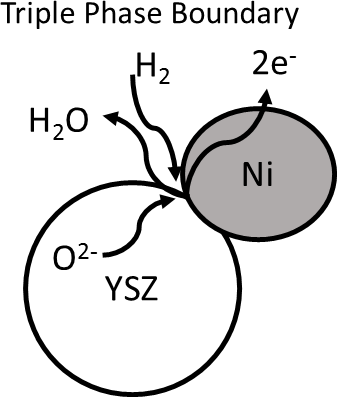 Triple Phase Boundary
H₂
2e⁻
H₂O
Ni
O²⁻
YSZ